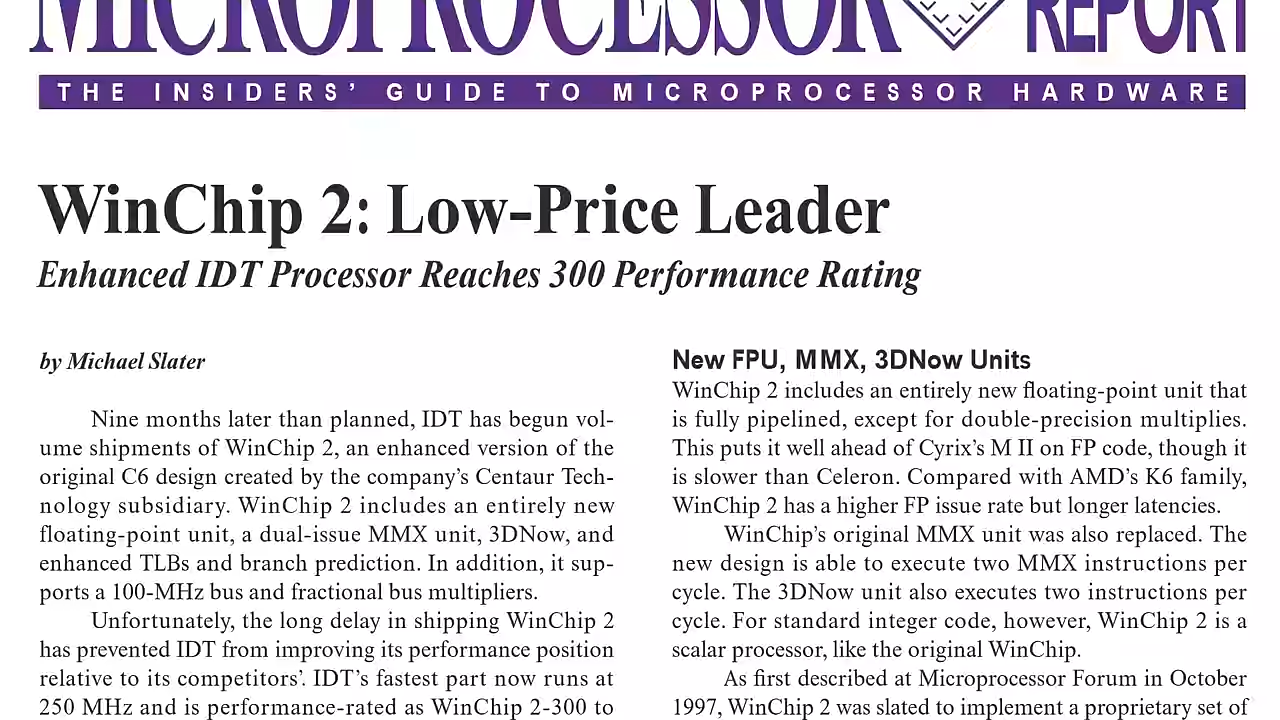 MICROPROCESSOR REPORT
THE INSIDERS’ GUIDE TO MICROPROCESSOR HARDWARE
WinChip 2: Low-Price Leader
Enhanced IDT Processor Reaches 300 Performance Rating
by Michael Slater
Nine months later than planned, IDT has begun vol-
ume shipments of WinChip 2, an enhanced version of the
original C6 design created by the company’s Centaur Tech-
nology subsidiary. WinChip 2 includes an entirely new
floating-point unit, a dual-issue MMX unit, 3DNow, and
enhanced TLBs and branch prediction. In addition, it sup-
ports a 100-MHz bus and fractional bus multipliers.
Unfortunately, the long delay in shipping WinChip 2
has prevented IDT from improving its performance position
relative to its competitors’. IDT’s fastest part now runs at
250 MHz and is performance-rated as WinChip 2-300 to
New FPU, MMX, 3DNow Units
WinChip 2 includes an entirely new floating-point unit that
is fully pipelined, except for double-precision multiplies.
This puts it well ahead of Cyrix’s M II on FP code, though it
is slower than Celeron. Compared with AMD’s K6 family,
WinChip 2 has a higher FP issue rate but longer latencies.
WinChip’s original MMX unit was also replaced. The
new design is able to execute two MMX instructions per
cycle. The 3DNow unit also executes two instructions per
cycle. For standard integer code, however, WinChip 2 is a
scalar processor, like the original WinChip.
As first described at Microprocessor Forum in October
1997, WinChip 2 was slated to implement a proprietary set of